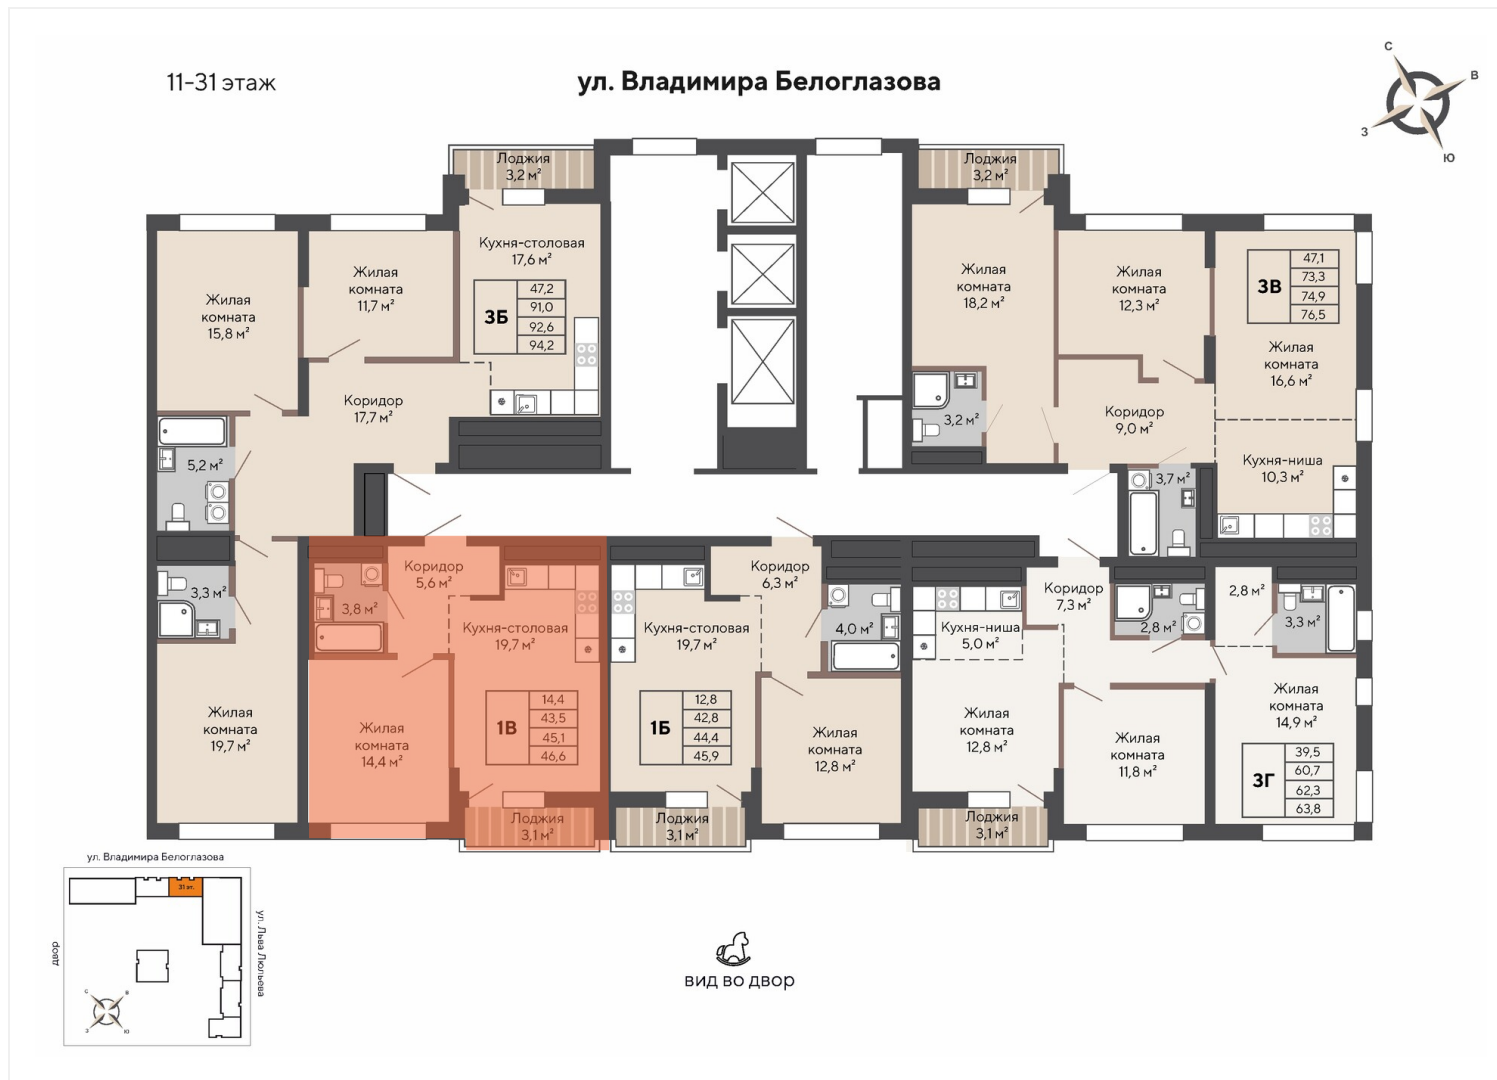 11-31 этаж
ул. Владимира Белоглазова
С
В
З
Ю
Лоджия
3,2 м²
Лоджия
3,2 м²
Кухня-столовая
17,6 м²
3Б
47,2
91,0
92,6
94,2
Жилая
комната
11,7 м²
Жилая
комната
15,8 м²
Коридор
17,7 м²
5,2 м²
3,3 м²
Жилая
комната
19,7 м²
Жилая
комната
18,2 м²
Жилая
комната
12,3 м²
3В
47,1
73,3
74,9
76,5
Жилая
комната
16,6 м²
3,2 м²
Коридор
9,0 м²
Кухня-ниша
10,3 м²
3,7 м²
Коридор
5,6 м²
3,8 м²
Кухня-столовая
19,7 м²
1В
14,4
43,5
45,1
46,6
Жилая
комната
14,4 м²
Лоджия
3,1 м²
Коридор
6,3 м²
4,0 м²
Кухня-столовая
19,7 м²
1Б
12,8
42,8
44,4
45,9
Жилая
комната
12,8 м²
Лоджия
3,1 м²
Коридор
7,3 м²
Кухня-ниша
5,0 м²
2,8 м²
2,8 м²
3,3 м²
Жилая
комната
12,8 м²
Жилая
комната
11,8 м²
Жилая
комната
14,9 м²
3Г
39,5
60,7
62,3
63,8
Лоджия
3,1 м²
ул. Владимира Белоглазова
31 эт.
двор
ул. Льва Люльева
С
В
З
Ю
вид во двор